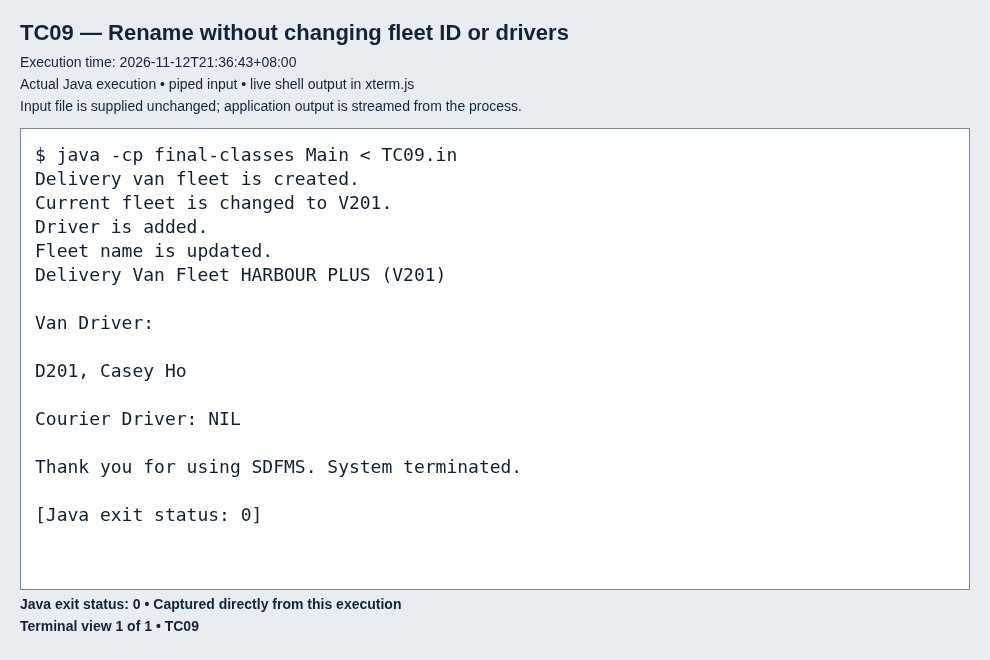 TC09 — Rename without changing fleet ID or drivers
Execution time: 2026-11-12T21:36:43+08:00
Actual Java execution • piped input • live shell output in xterm.js
Input file is supplied unchanged; application output is streamed from the process.
$ java -cp final-classes Main < TC09.in
Delivery van fleet is created.
Current fleet is changed to V201.
Driver is added.
Fleet name is updated.
Delivery Van Fleet HARBOUR PLUS (V201)
Van Driver:
D201, Casey Ho
Courier Driver: NIL
Thank you for using SDFMS. System terminated.
[Java exit status: 0]
Java exit status: 0 • Captured directly from this execution
Terminal view 1 of 1 • TC09